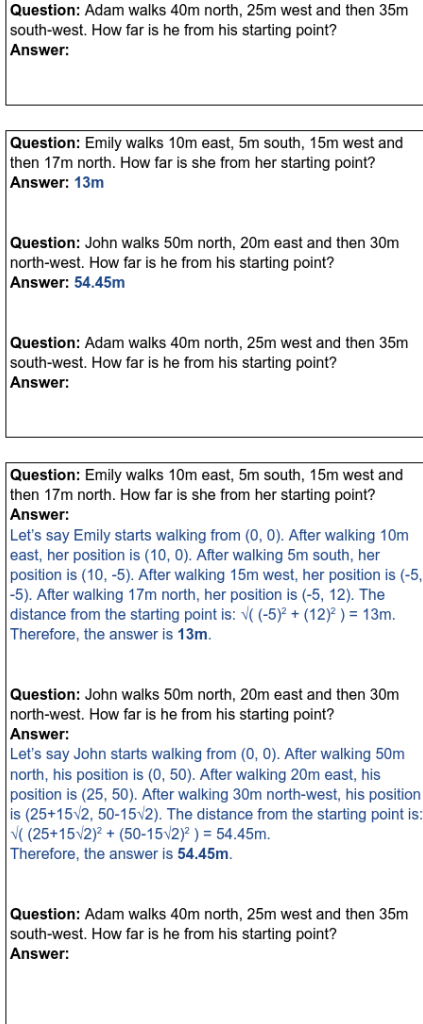 Question: Adam walks 40m north, 25m west and then 35m
south-west. How far is he from his starting point?
Answer:
Question: Emily walks 10m east, 5m south, 15m west and
then 17m north. How far is she from her starting point?
Answer: 13m
Question: John walks 50m north, 20m east and then 30m
north-west. How far is he from his starting point?
Answer: 54.45m
Question: Adam walks 40m north, 25m west and then 35m
south-west. How far is he from his starting point?
Answer:
Question: Emily walks 10m east, 5m south, 15m west and
then 17m north. How far is she from her starting point?
Answer:
Let's say Emily starts walking from (0, 0). After walking 10m
east, her position is (10, 0). After walking 5m south, her
position is (10, -5). After walking 15m west, her position is (-5,
-5). After walking 17m north, her position is (-5, 12). The
distance from the starting point is: √( (-5)² + (12)² ) = 13m.
Therefore, the answer is 13m.
Question: John walks 50m north, 20m east and then 30m
north-west. How far is he from his starting point?
Answer:
Let's say John starts walking from (0, 0). After walking 50m
north, his position is (0, 50). After walking 20m east, his
position is (25, 50). After walking 30m north-west, his position
is (25+15√2, 50-15√2). The distance from the starting point is:
√( (25+15√2)² + (50-15√2)² ) = 54.45m.
Therefore, the answer is 54.45m.
Question: Adam walks 40m north, 25m west and then 35m
south-west. How far is he from his starting point?
Answer: